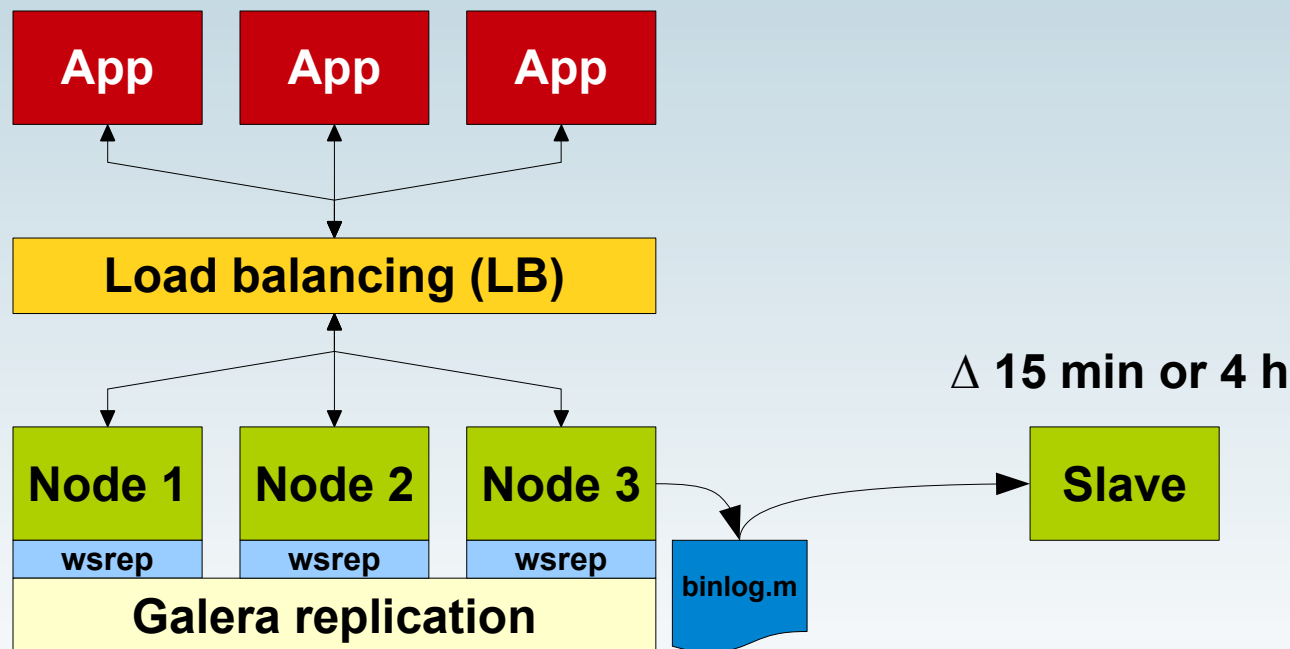 App App App
Load balancing (LB)
Δ 15 min or 4 h
Node 1 Node 2 Node 3 Slave
wsrep wsrep wsrep
binlog.m
Galera replication